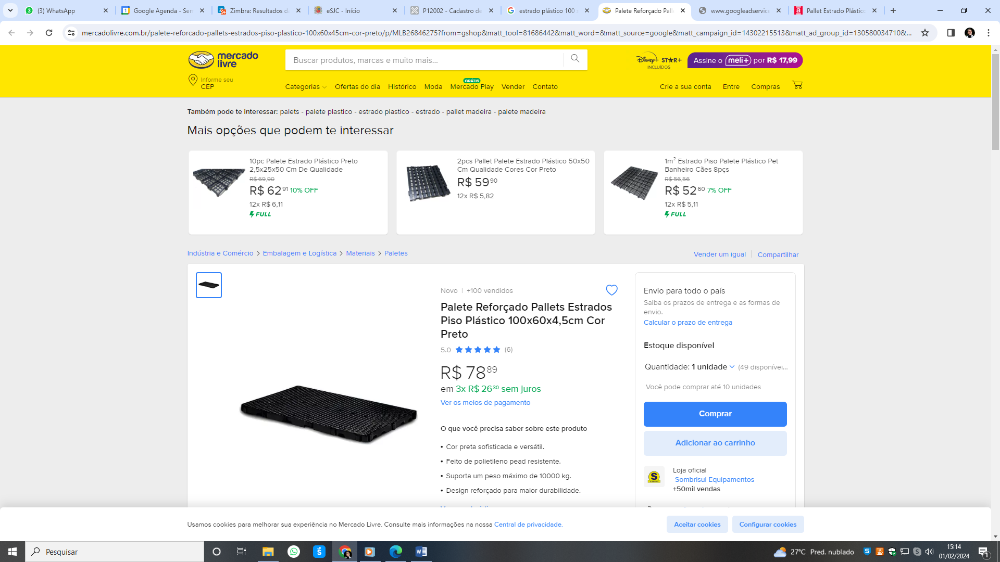 (3) WhatsApp
Google Agenda - Sem
Zimbra: Resultados da
eSJC - Início
P12002 - Cadastro de
estrado plástico 100 x
Palete Reforçado Palle
www.googleadservice
Pallet Estrado Plástico
mercadolivre.com.br/palete-reforcado-pallets-estrados-piso-plastico-100x60x45cm-cor-preto/p/MLB26846275?from=gshop&matt_tool=81686442&matt_word=&matt_source=google&matt_campaign_id=14302215513&matt_ad_group_id=130580034710&...
mercado
livre
Buscar produtos, marcas e muito mais...
Disney+ STAR+
INCLUÍDOS
Assine o meli+ por R$ 17,99
Informe seu
CEP
GRÁTIS
Categorias Ofertas do dia Histórico Moda Mercado Play Vender Contato
Crie a sua conta Entre Compras
Também pode te interessar: palets - palete plastico - estrado plastico - estrado - pallet madeira - palete madeira
Mais opções que podem te interessar
10pc Palete Estrado Plástico Preto
2,5x25x50 Cm De Qualidade
R$ 69,90
R$ 62 91 10% OFF
12x R$ 6,11
FULL
2pcs Pallet Palete Estrado Plástico 50x50
Cm Qualidade Cores Cor Preto
R$ 59 90
12x R$ 5,82
1m² Estrado Piso Palete Plástico Pet
Banheiro Cães 8pçs
R$ 56,56
R$ 52 60 7% OFF
12x R$ 5,11
FULL
Indústria e Comércio > Embalagem e Logística > Materiais > Paletes
Vender um igual | Compartilhar
Novo | +100 vendidos
Palete Reforçado Pallets Estrados
Piso Plástico 100x60x4,5cm Cor
Preto
5.0 (6)
R$ 78 89
em 3x R$ 26 30 sem juros
Ver os meios de pagamento
O que você precisa saber sobre este produto
• Cor preta sofisticada e versátil.
• Feito de polietileno pead resistente.
• Suporta um peso máximo de 10000 kg.
• Design reforçado para maior durabilidade.
Envio para todo o país
Saiba os prazos de entrega e as formas de
envio.
Calcular o prazo de entrega
Estoque disponível
Quantidade: 1 unidade (49 disponívei...
Você pode comprar até 10 unidades
Comprar
Adicionar ao carrinho
Loja oficial
Sombrisul Equipamentos
+50mil vendas
Usamos cookies para melhorar sua experiência no Mercado Livre. Consulte mais informações na nossa Central de privacidade.
Aceitar cookies
Configurar cookies
Pesquisar
27°C Pred. nublado
15:14
01/02/2024
1